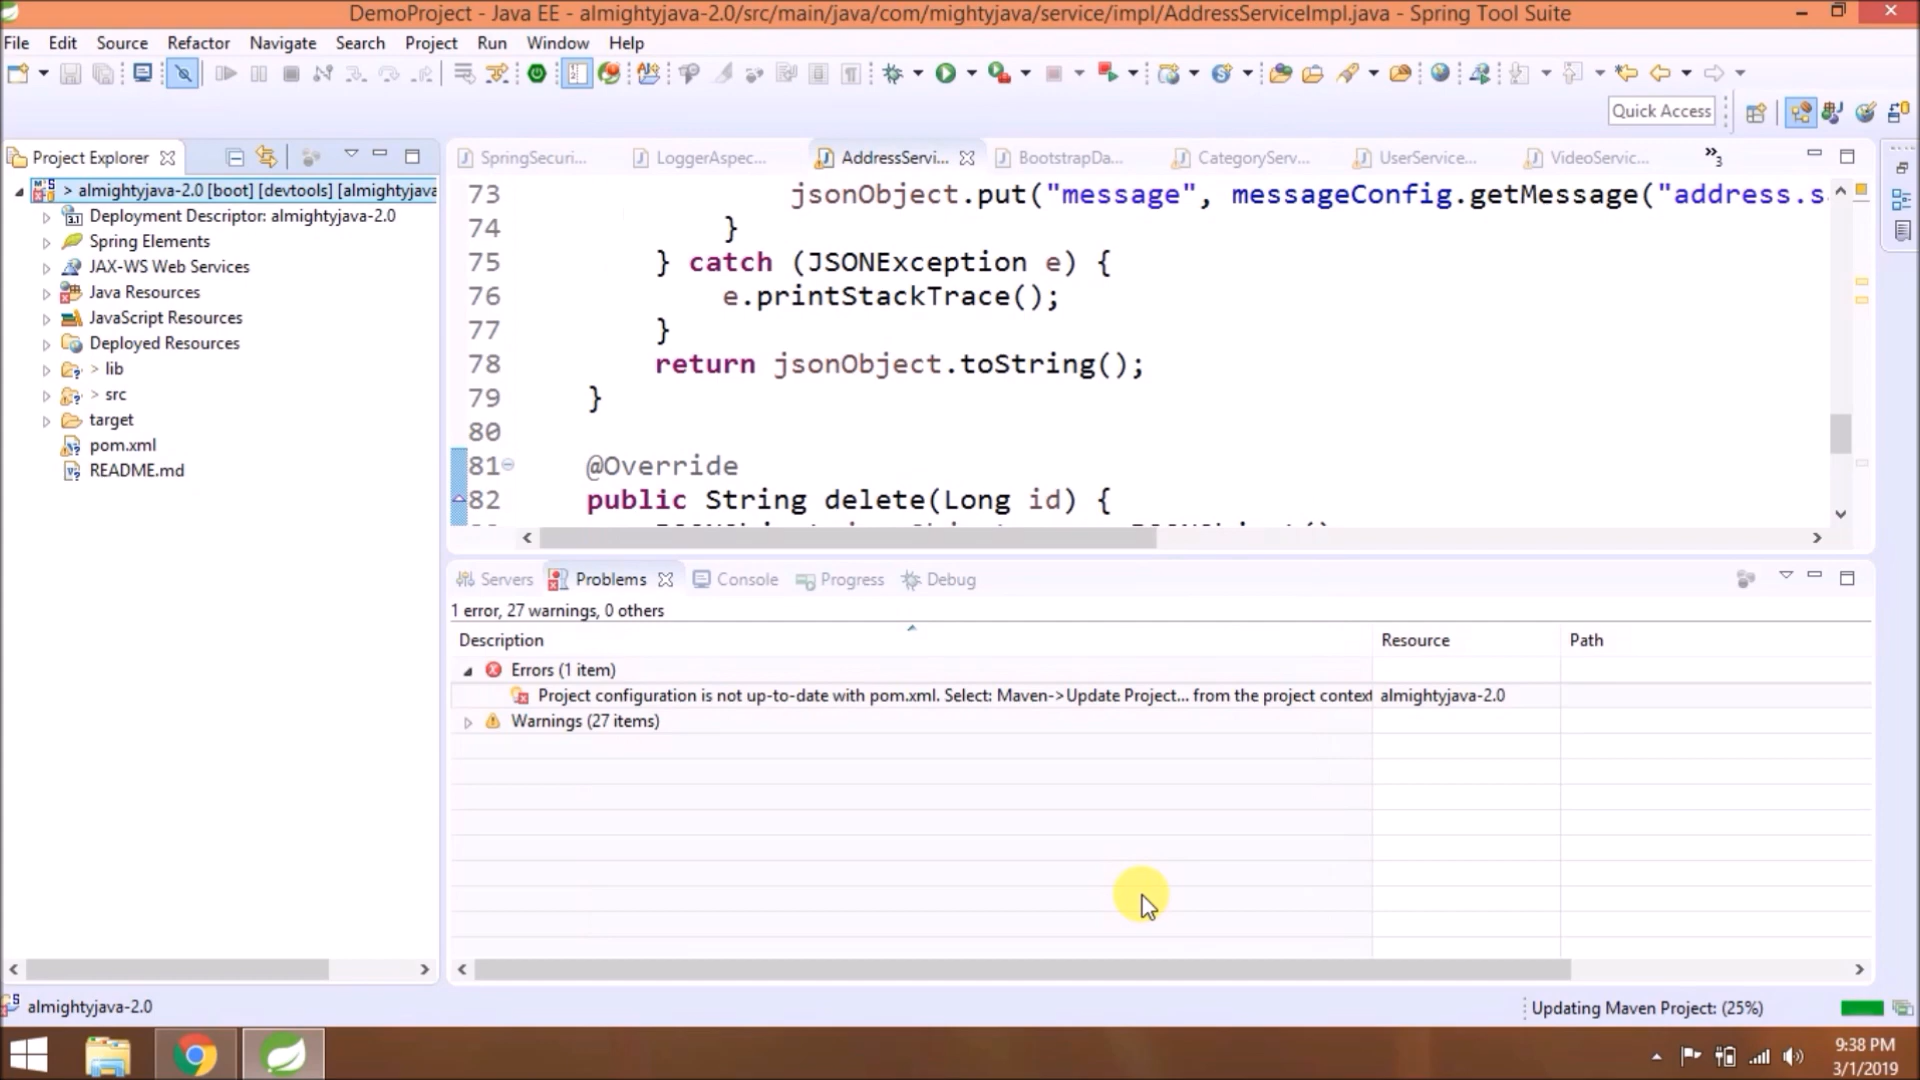 DemoProject - Java EE - almightyjava-2.0/src/main/java/com/mightyjava/service/impl/AddressServiceImpl.java - Spring Tool Suite
File Edit Source Refactor Navigate Search Project Run Window Help
Quick Access
Project Explorer
> almightyjava-2.0 [boot] [devtools] [almightyjava
Deployment Descriptor: almightyjava-2.0
Spring Elements
JAX-WS Web Services
Java Resources
JavaScript Resources
Deployed Resources
> lib
> src
target
pom.xml
README.md
SpringSecuri... LoggerAspec... AddressServi... BootstrapDa... CategoryServ... UserService... VideoServic... »3
73 jsonObject.put("message", messageConfig.getMessage("address.s
74 }
75 } catch (JSONException e) {
76 e.printStackTrace();
77 }
78 return jsonObject.toString();
79 }
80
81 @Override
82 public String delete(Long id) {
Servers Problems Console Progress Debug
1 error, 27 warnings, 0 others
Description Resource Path
Errors (1 item)
Project configuration is not up-to-date with pom.xml. Select: Maven->Update Project... from the project context almightyjava-2.0
Warnings (27 items)
almightyjava-2.0 Updating Maven Project: (25%)
9:38 PM
3/1/2019